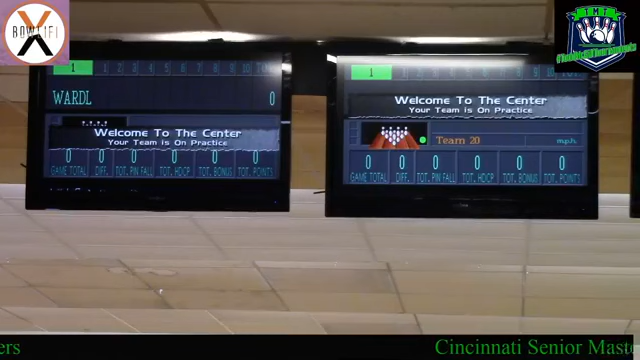 BOWLIFI
1 1 2 3 4 5 6 7 8 9 10
WARDL 0
Welcome To The Center
Your Team is On Practice
0 0 0 0 0 0
GAME TOTAL DIFF. TOT. PIN FALL TOT. HDCP TOT. BONUS TOT. POINTS
1
Welcome To The Center
Your Team is On Practice
Team 20 mph.
0 0 0 0 0 0
GAME TOTAL DIFF. TOT. PIN FALL TOT. HDCP TOT. BONUS TOT. POINTS
ers
Cincinnati Senior Maste